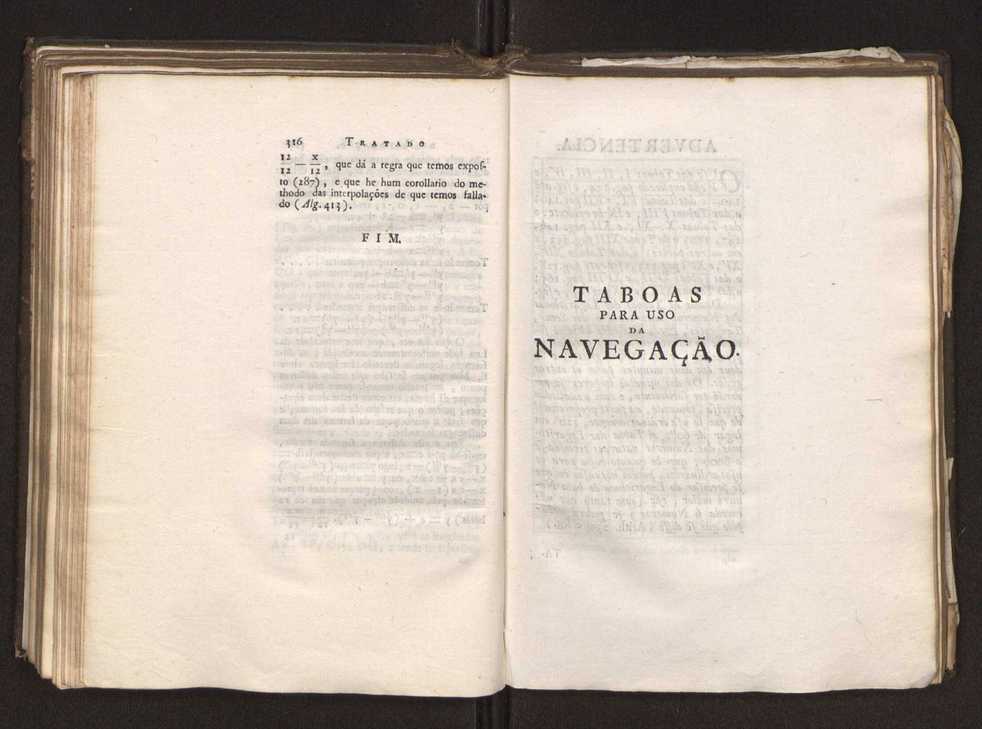 316 TRATADO
12/12 — x/12, que dá a regra que temos expos-
to (287), e que he hum corollario do me-
thodo das interpolações de que temos falla-
do (Alg. 413).
FIM.
TABOAS
PARA USO
DA
NAVEGAÇÃO.